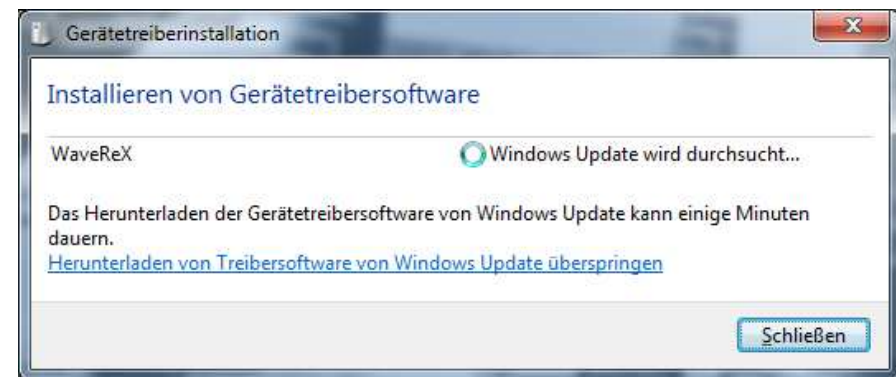 Gerätetreiberinstallation
Installieren von Gerätetreibersoftware
WaveReX Windows Update wird durchsucht...
Das Herunterladen der Gerätetreibersoftware von Windows Update kann einige Minuten
dauern.
Herunterladen von Treibersoftware von Windows Update überspringen
Schließen